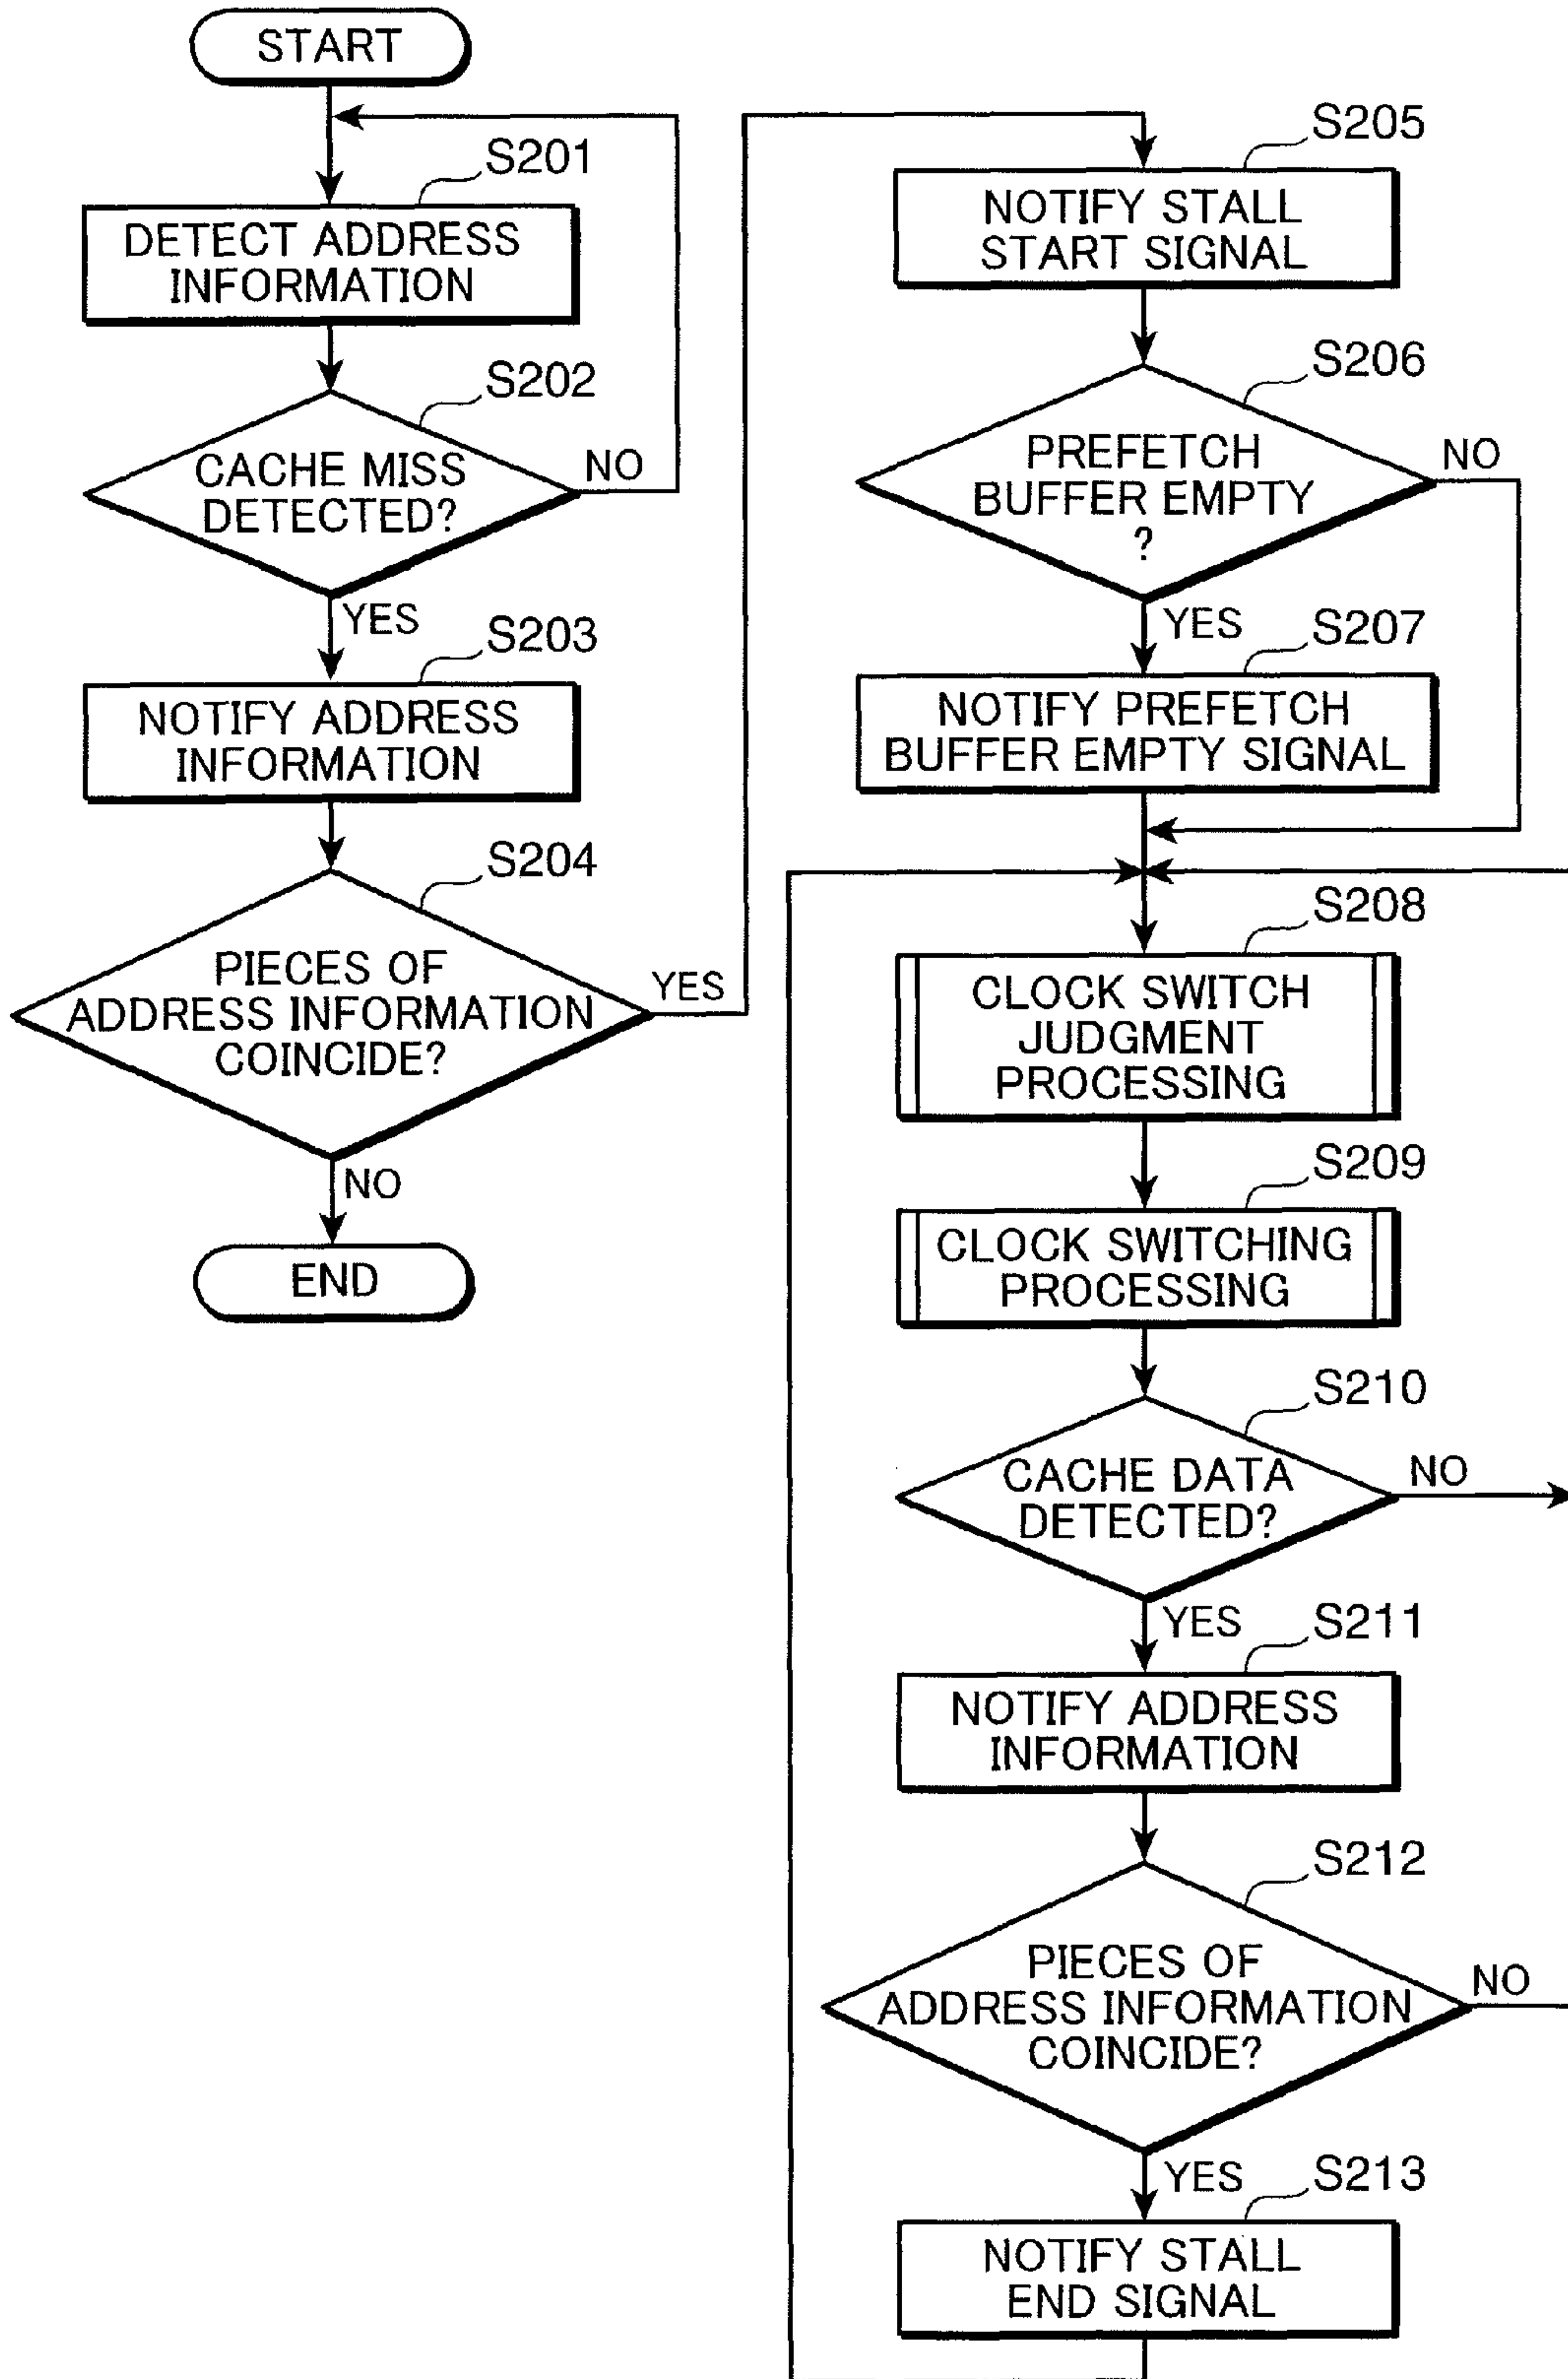 START
S201
DETECT ADDRESS
INFORMATION
S202
CACHE MISS
DETECTED?
NO
YES
S203
NOTIFY ADDRESS
INFORMATION
S204
PIECES OF
ADDRESS INFORMATION
COINCIDE?
YES
NO
END
S205
NOTIFY STALL
START SIGNAL
S206
PREFETCH
BUFFER EMPTY
?
NO
YES
S207
NOTIFY PREFETCH
BUFFER EMPTY SIGNAL
S208
CLOCK SWITCH
JUDGMENT
PROCESSING
S209
CLOCK SWITCHING
PROCESSING
S210
CACHE DATA
DETECTED?
NO
YES
S211
NOTIFY ADDRESS
INFORMATION
S212
PIECES OF
ADDRESS INFORMATION
COINCIDE?
NO
YES
S213
NOTIFY STALL
END SIGNAL